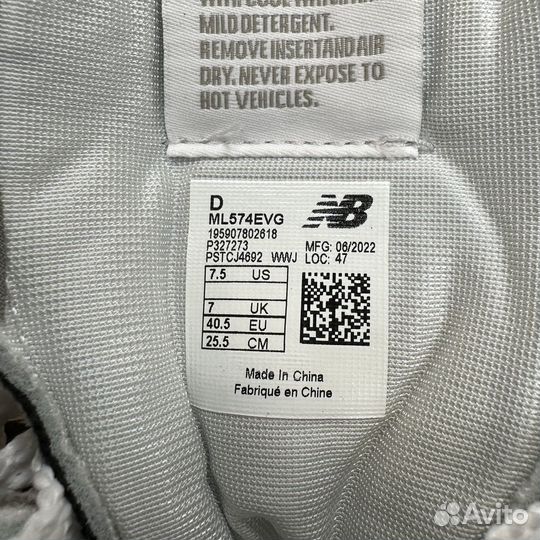 MILD DETERGENT.
REMOVE INSERTAND AIR
DRY. NEVER EXPOSE TO
HOT VEHICLES.
D
ML574EVG
195907802618
P327273
PSTCJ4692 WWJ
MFG: 06/2022
LOC: 47
7.5 US
7 UK
40.5 EU
25.5 CM
NB
Made In China
Fabriqué en Chine
Avito